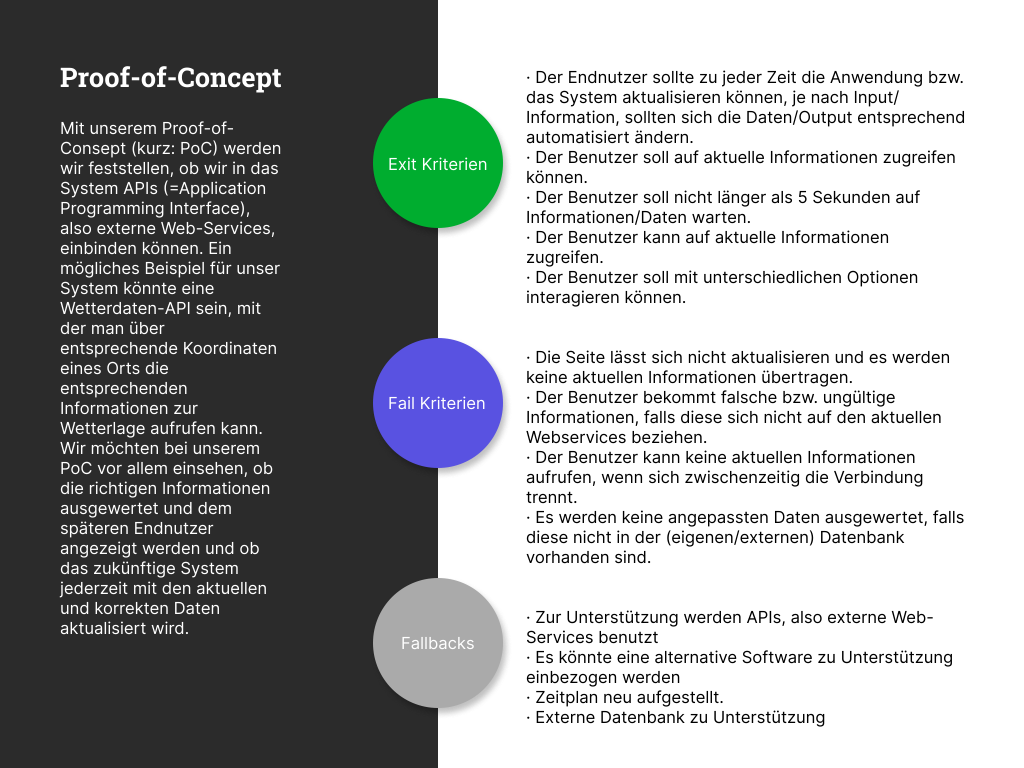 Proof-of-Concept
Mit unserem Proof-of-
Concept (kurz: PoC) werden
wir feststellen, ob wir in das
System APIs (=Application
Programming Interface),
also externe Web-Services,
einbinden können. Ein
mögliches Beispiel für unser
System könnte eine
Wetterdaten-API sein, mit
der man über
entsprechende Koordinaten
eines Orts die
entsprechenden
Informationen zur
Wetterlage aufrufen kann.
Wir möchten bei unserem
PoC vor allem einsehen, ob
die richtigen Informationen
ausgewertet und dem
späteren Endnutzer
angezeigt werden und ob
das zukünftige System
jederzeit mit den aktuellen
und korrekten Daten
aktualisiert wird.
Exit Kriterien
· Der Endnutzer sollte zu jeder Zeit die Anwendung bzw.
das System aktualisieren können, je nach Input/
Information, sollten sich die Daten/Output entsprechend
automatisiert ändern.
· Der Benutzer soll auf aktuelle Informationen zugreifen
können.
· Der Benutzer soll nicht länger als 5 Sekunden auf
Informationen/Daten warten.
· Der Benutzer kann auf aktuelle Informationen
zugreifen.
· Der Benutzer soll mit unterschiedlichen Optionen
interagieren können.
Fail Kriterien
· Die Seite lässt sich nicht aktualisieren und es werden
keine aktuellen Informationen übertragen.
· Der Benutzer bekommt falsche bzw. ungültige
Informationen, falls diese sich nicht auf den aktuellen
Webservices beziehen.
· Der Benutzer kann keine aktuellen Informationen
aufrufen, wenn sich zwischenzeitig die Verbindung
trennt.
· Es werden keine angepassten Daten ausgewertet, falls
diese nicht in der (eigenen/externen) Datenbank
vorhanden sind.
Fallbacks
· Zur Unterstützung werden APIs, also externe Web-
Services benutzt
· Es könnte eine alternative Software zu Unterstützung
einbezogen werden
· Zeitplan neu aufgestellt.
· Externe Datenbank zu Unterstützung